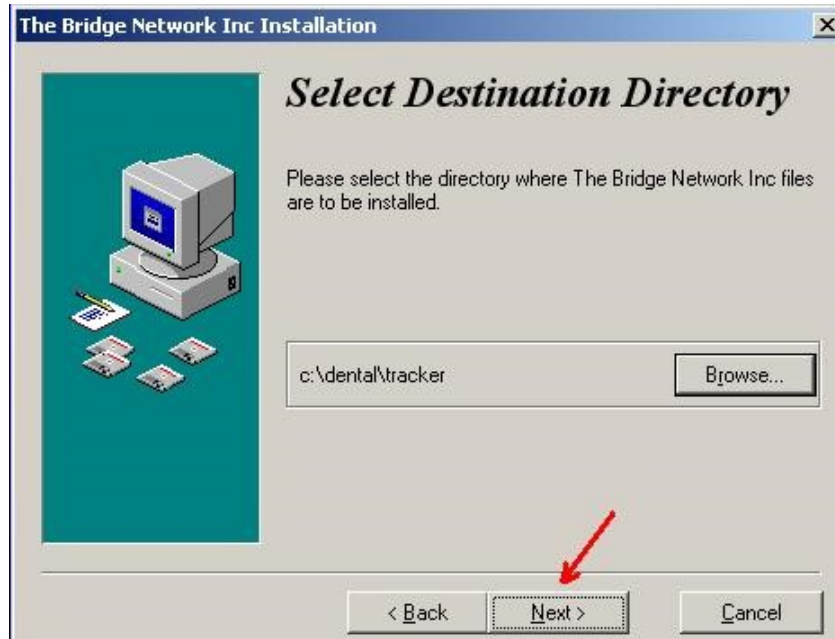 The Bridge Network Inc Installation
Select Destination Directory
Please select the directory where The Bridge Network Inc files
are to be installed.
c:\dental\tracker
Browse...
< Back
Next >
Cancel